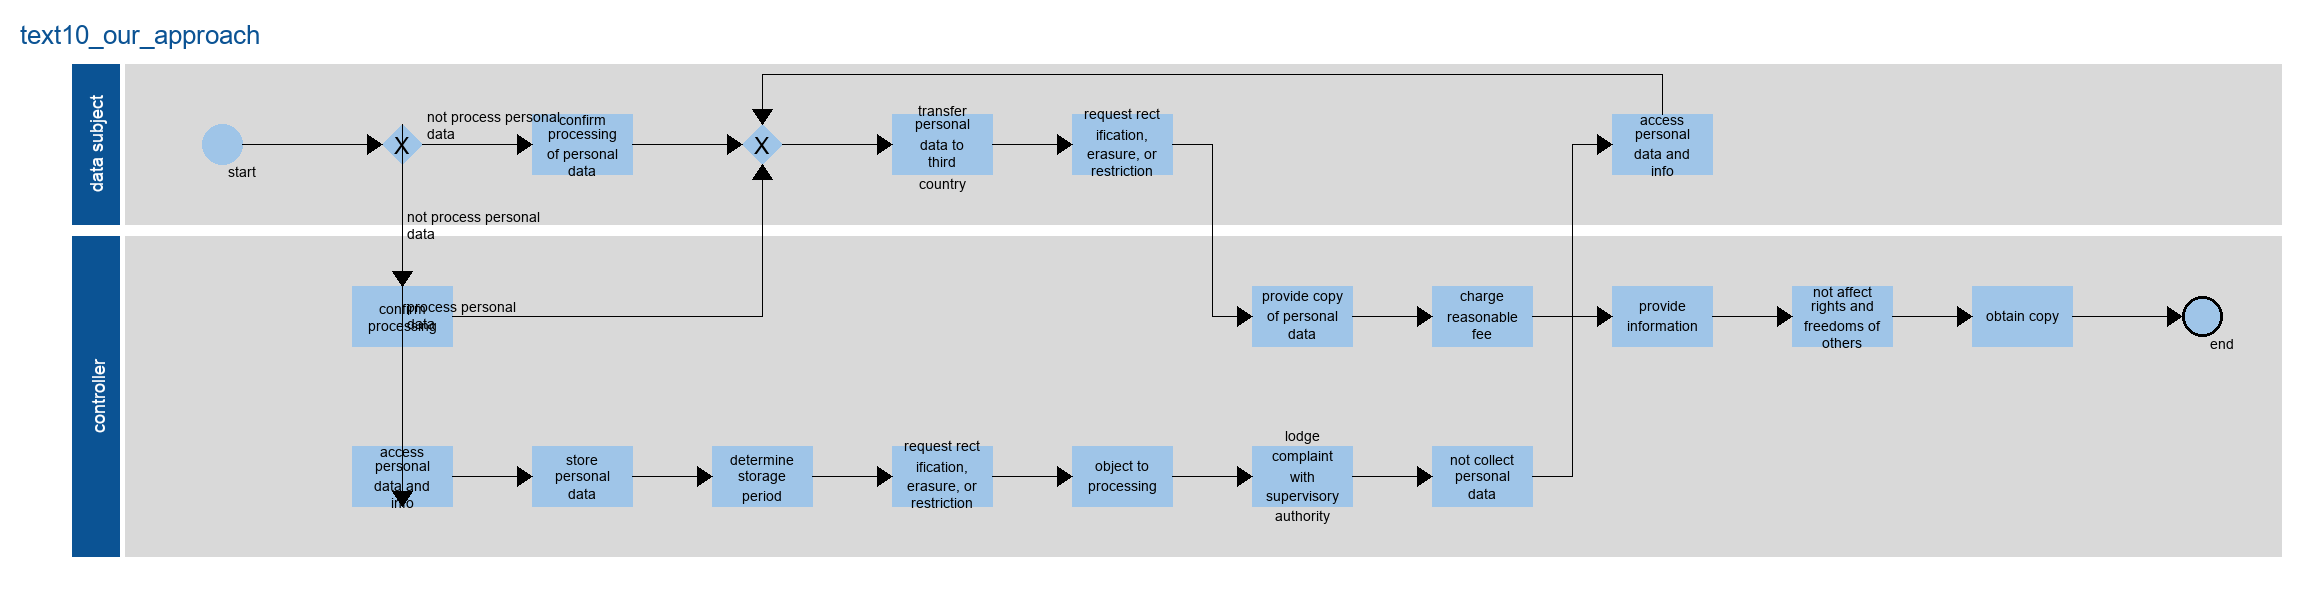 text10_our_approach
data subject
start
X
not process personal
data
confirm
processing
of personal
data
X
transfer
personal
data to
third
country
request rect
ification,
erasure, or
restriction
access
personal
data and
info
not process personal
data
controller
confirm
processing
process personal
data
provide copy
of personal
data
charge
reasonable
fee
provide
information
not affect
rights and
freedoms of
others
obtain copy
end
access
personal
data and
info
store
personal
data
determine
storage
period
request rect
ification,
erasure, or
restriction
object to
processing
lodge
complaint
with
supervisory
authority
not collect
personal
data